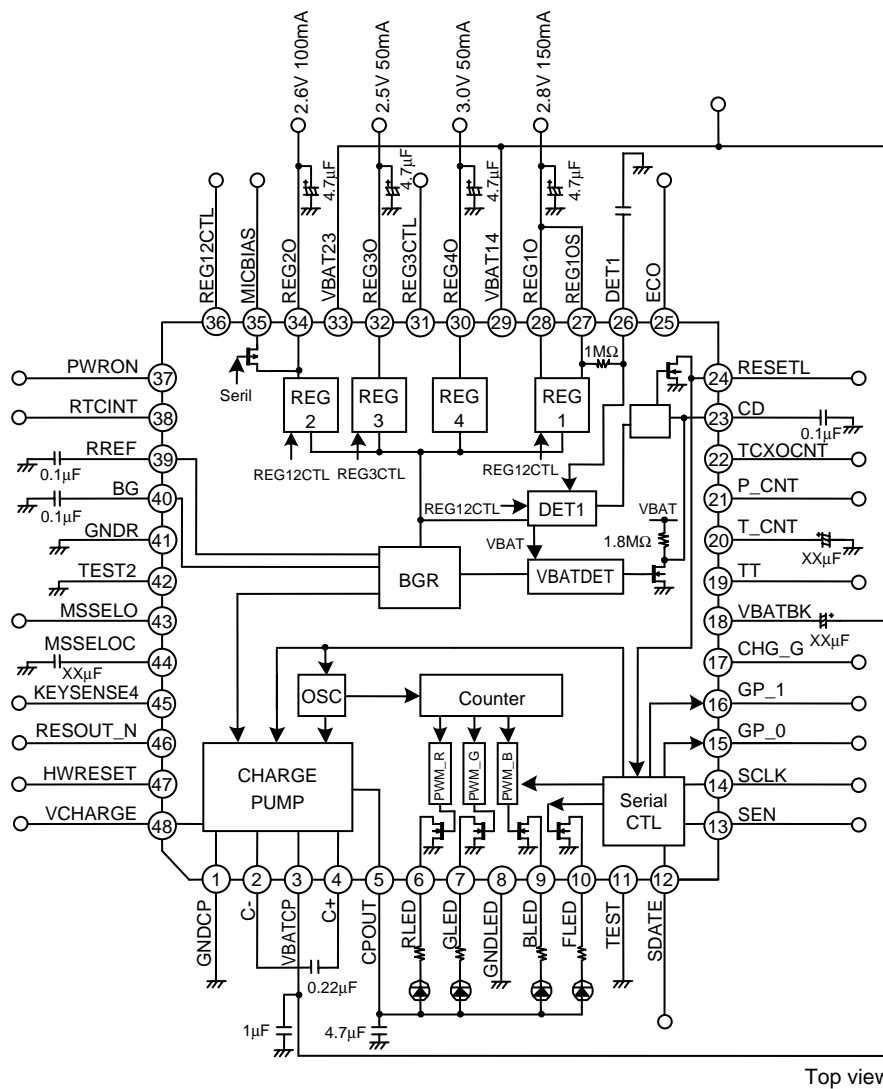 2.6V 100mA
2.5V 50mA
3.0V 50mA
2.8V 150mA
4.7μF
4.7μF
4.7μF
4.7μF
REG12CTL
MICBIAS
REG2O
VBAT23
REG3O
REG3CTL
REG4O
VBAT14
REG1O
REG1OS
DET1
ECO
36
35
34
33
32
31
30
29
28
27
26
25
PWRON
37
RTCINT
38
RREF
39
0.1μF
BG
40
0.1μF
GNDR
41
TEST2
42
MSSELO
43
MSSELOC
44
XXμF
KEYSENSE4
45
RESOUT_N
46
HWRESET
47
VCHARGE
48
Seril
REG
2
REG
3
REG
4
REG
1
1MΩ
REG12CTL
REG3CTL
REG12CTL
REG12CTL
DET1
VBAT
VBAT
1.8MΩ
BGR
VBATDET
OSC
Counter
PWM_R
PWM_G
PWM_B
CHARGE
PUMP
Serial
CTL
RESETL
24
CD
23
0.1μF
TCXOCNT
22
P_CNT
21
T_CNT
20
XXμF
TT
19
VBATBK
18
XXμF
CHG_G
17
GP_1
16
GP_0
15
SCLK
14
SEN
13
1
2
3
4
5
6
7
8
9
10
11
12
GNDCP
C-
VBATCP
C+
CPOUT
RLED
GLED
GNDLED
BLED
FLED
TEST
SDATE
0.22μF
1μF
4.7μF
Top view